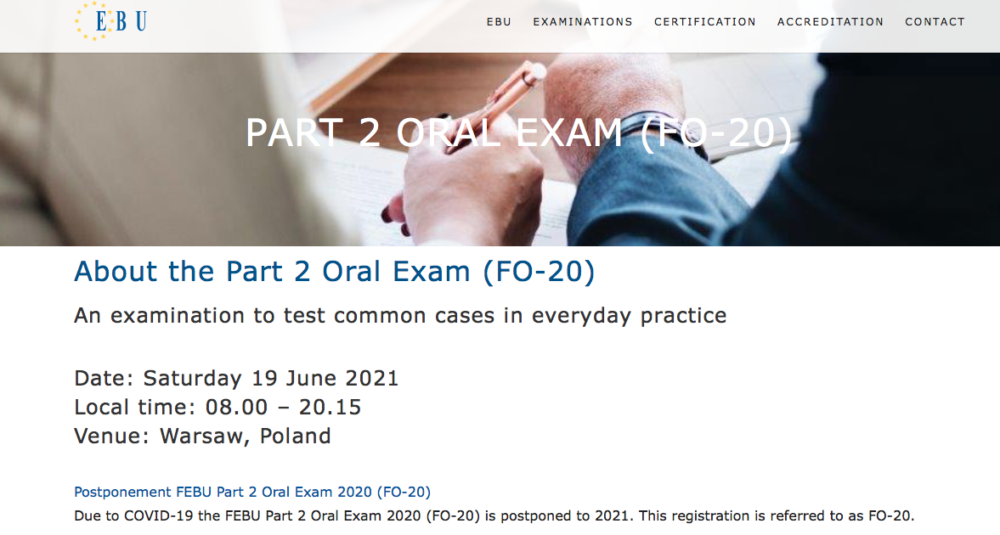 EBU
EBU EXAMINATIONS CERTIFICATION ACCREDITATION CONTACT
PART 2 ORAL EXAM (FO-20)
About the Part 2 Oral Exam (FO-20)
An examination to test common cases in everyday practice
Date: Saturday 19 June 2021
Local time: 08.00 – 20.15
Venue: Warsaw, Poland
Postponement FEBU Part 2 Oral Exam 2020 (FO-20)
Due to COVID-19 the FEBU Part 2 Oral Exam 2020 (FO-20) is postponed to 2021. This registration is referred to as FO-20.